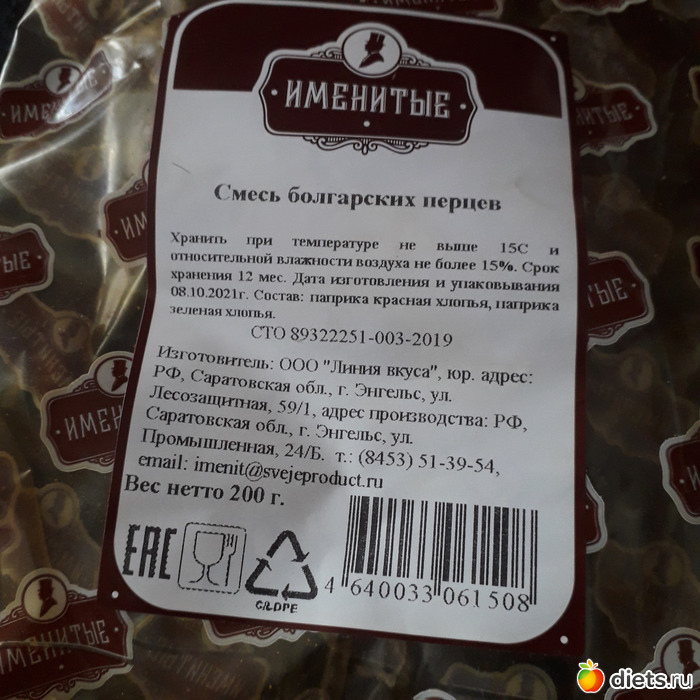 ИМЕНИТЫЕ
Смесь болгарских перцев
Хранить при температуре не выше 15С и
относительной влажности воздуха не более 15%. Срок
хранения 12 мес. Дата изготовления и упаковывания
08.10.2021г. Состав: паприка красная хлопья, паприка
зеленая хлопья.
СТО 89322251-003-2019
Изготовитель: ООО "Линия вкуса", юр. адрес:
РФ, Саратовская обл., г. Энгельс, ул.
Лесозащитная, 59/1, адрес производства: РФ,
Саратовская обл., г. Энгельс, ул.
Промышленная, 24/Б. т.: (8453) 51-39-54,
email: imenit@svejeproduct.ru
Вес нетто 200 г.
EAC
C/LDPE
4 640033 061508
ИМЕНИТЫЕ
diets.ru